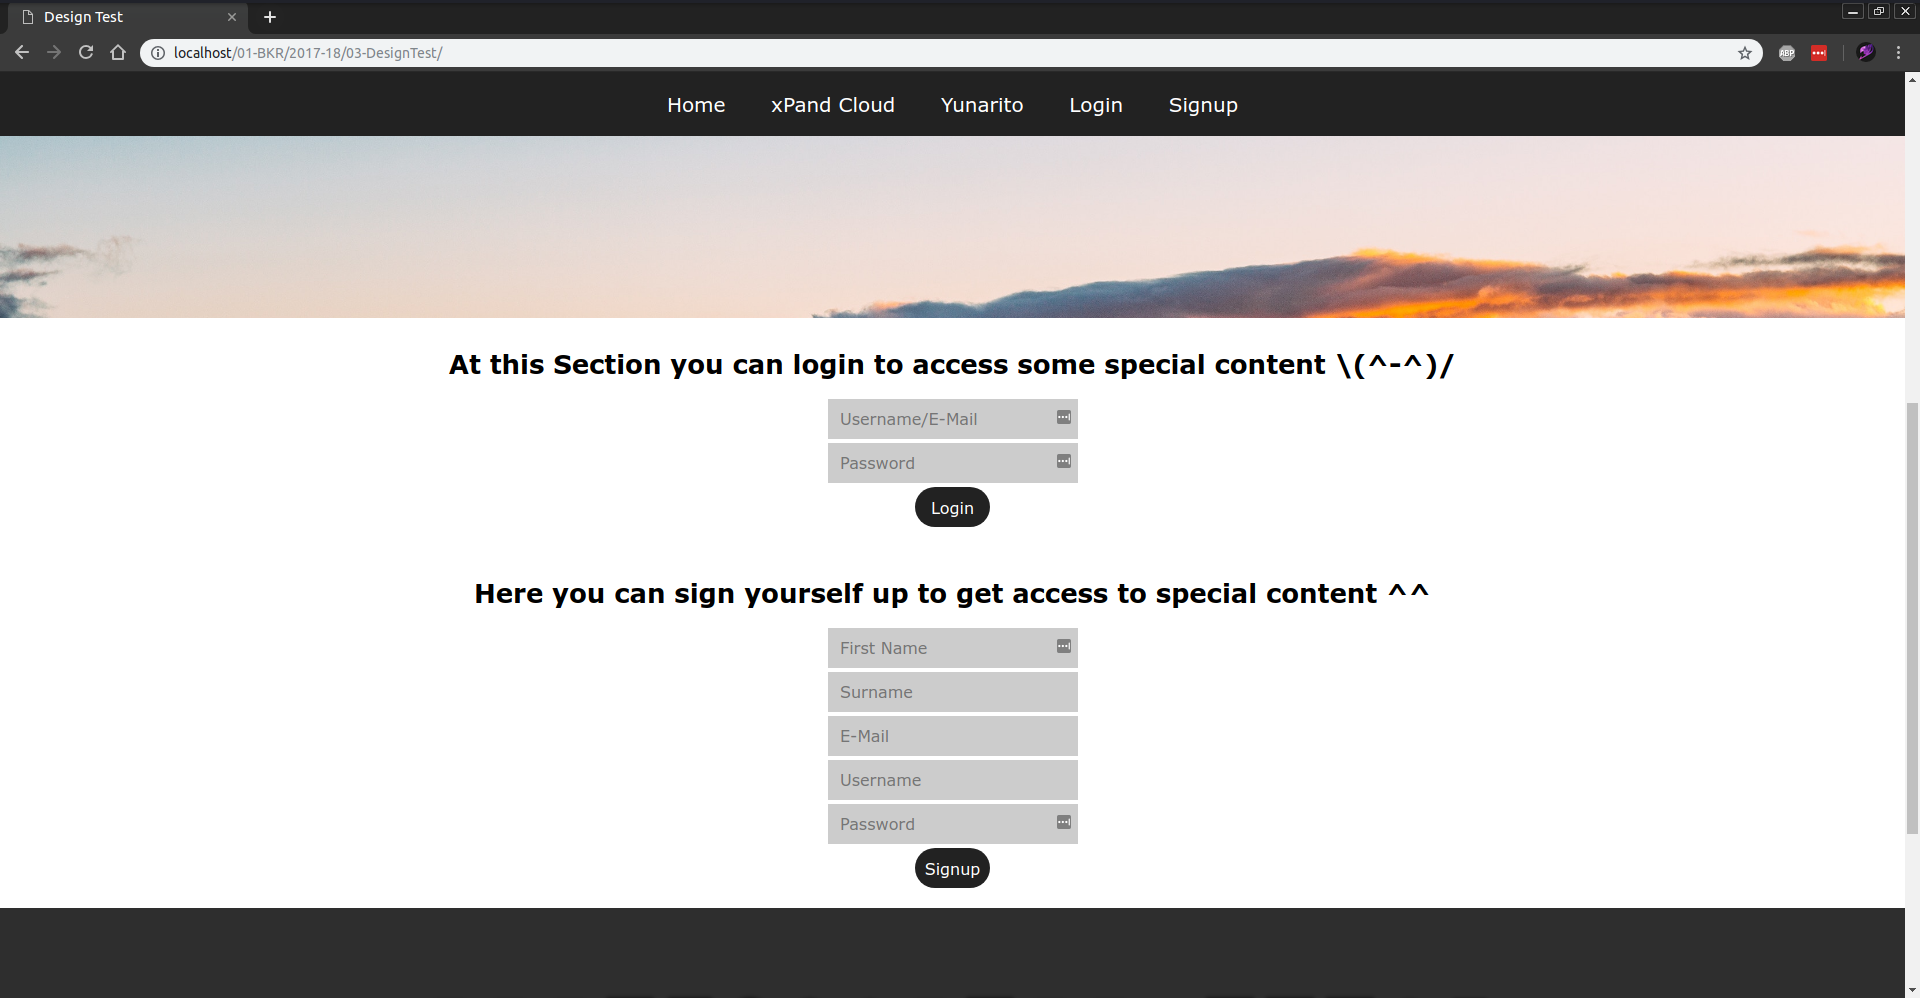 Design Test
localhost/01-BKR/2017-18/03-DesignTest/
ABP
Home xPand Cloud Yunarito Login Signup
At this Section you can login to access some special content \(^-^)/
Username/E-Mail
Password
Login
Here you can sign yourself up to get access to special content ^^
First Name
Surname
E-Mail
Username
Password
Signup